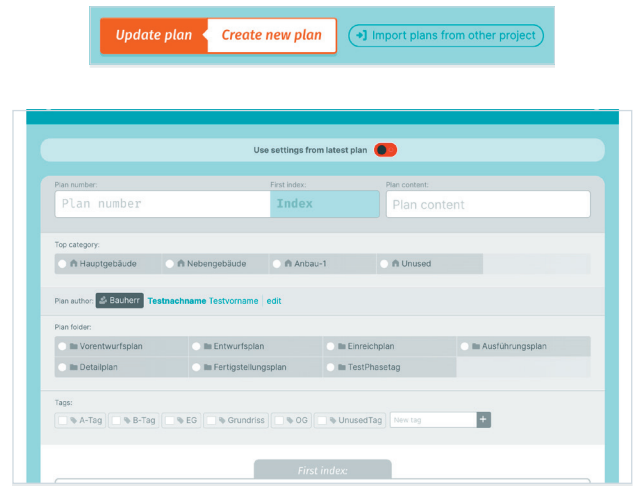 Update plan Create new plan Import plans from other project
Use settings from latest plan
Plan number: First index: Plan content:
Plan number Index Plan content
Top category:
Hauptgebäude Nebengebäude Anbau-1 Unused
Plan author: Bauherr Testnachname Testvorname edit
Plan folder:
Vorentwurfsplan Entwurfsplan Einreichplan Ausführungsplan
Detailplan Fertigstellungsplan TestPhasetag
Tags:
A-Tag B-Tag EG Grundriss OG UnusedTag New tag +
First index: